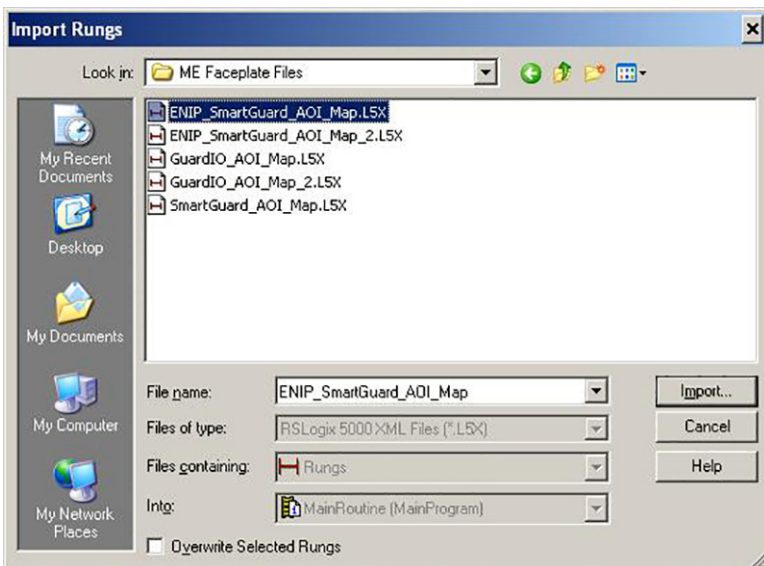 Import Rungs
Look in: ME Faceplate Files
ENIP_SmartGuard_AOI_Map.L5X
ENIP_SmartGuard_AOI_Map_2.L5X
GuardIO_AOI_Map.L5X
GuardIO_AOI_Map_2.L5X
SmartGuard_AOI_Map.L5X
My Recent
Documents
Desktop
My Documents
My Computer
My Network
Places
File name: ENIP_SmartGuard_AOI_Map Import...
Files of type: RSLogix 5000 XML Files (*.L5X) Cancel
Files containing: Rungs Help
Into: MainRoutine (MainProgram)
Overwrite Selected Rungs